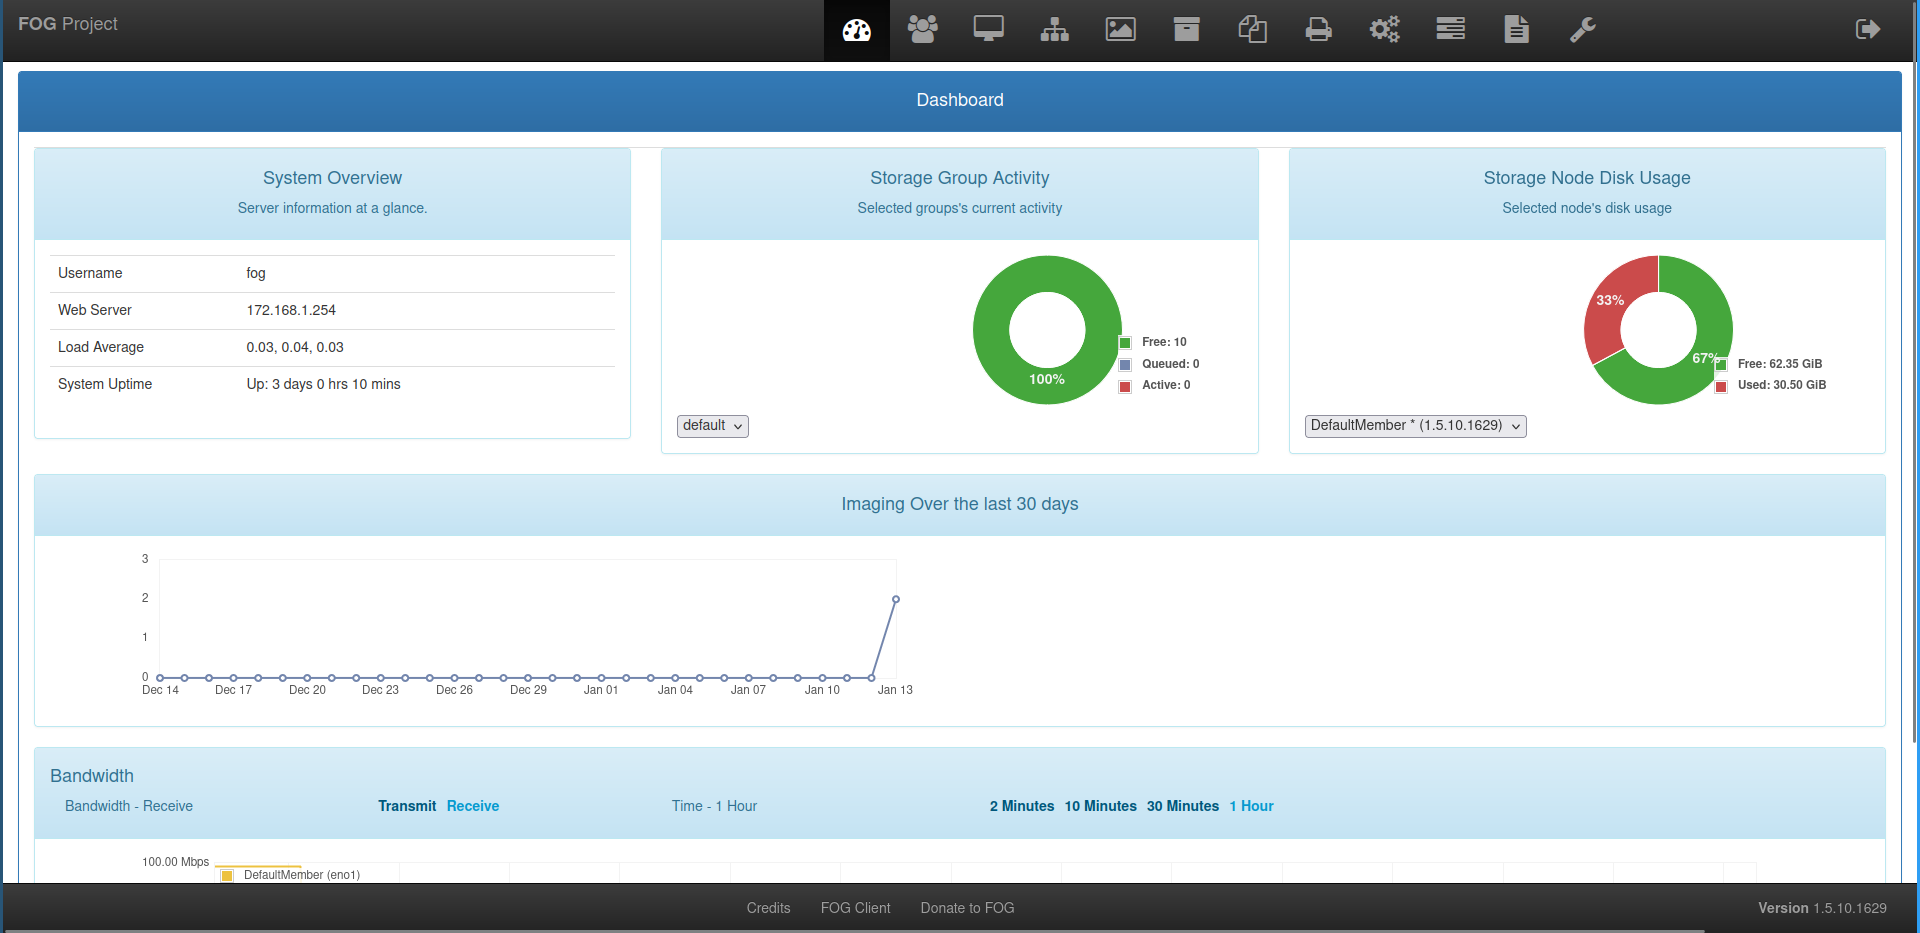 FOG Project
Dashboard
System Overview
Server information at a glance.
Username fog
Web Server 172.168.1.254
Load Average 0.03, 0.04, 0.03
System Uptime Up: 3 days 0 hrs 10 mins
Storage Group Activity
Selected groups's current activity
100%
Free: 10
Queued: 0
Active: 0
default
Storage Node Disk Usage
Selected node's disk usage
33%
67%
Free: 62.35 GiB
Used: 30.50 GiB
DefaultMember * (1.5.10.1629)
Imaging Over the last 30 days
3
2
1
0
Dec 14 Dec 17 Dec 20 Dec 23 Dec 26 Dec 29 Jan 01 Jan 04 Jan 07 Jan 10 Jan 13
Bandwidth
Bandwidth - Receive Transmit Receive Time - 1 Hour 2 Minutes 10 Minutes 30 Minutes 1 Hour
100.00 Mbps
DefaultMember (eno1)
Credits FOG Client Donate to FOG Version 1.5.10.1629